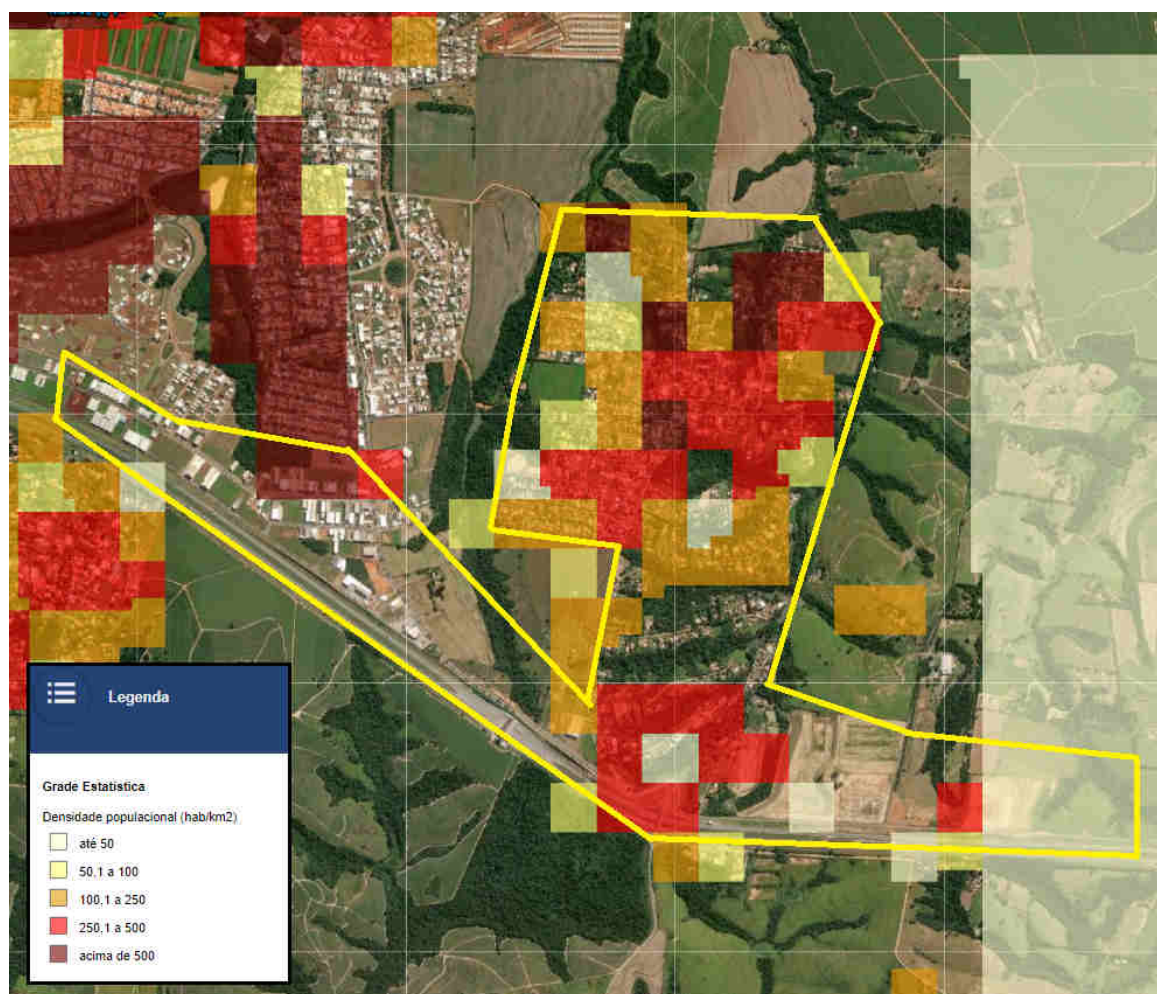 Legenda
Grade Estatística
Densidade populacional (hab/km2)
até 50
50,1 a 100
100,1 a 250
250,1 a 500
acima de 500